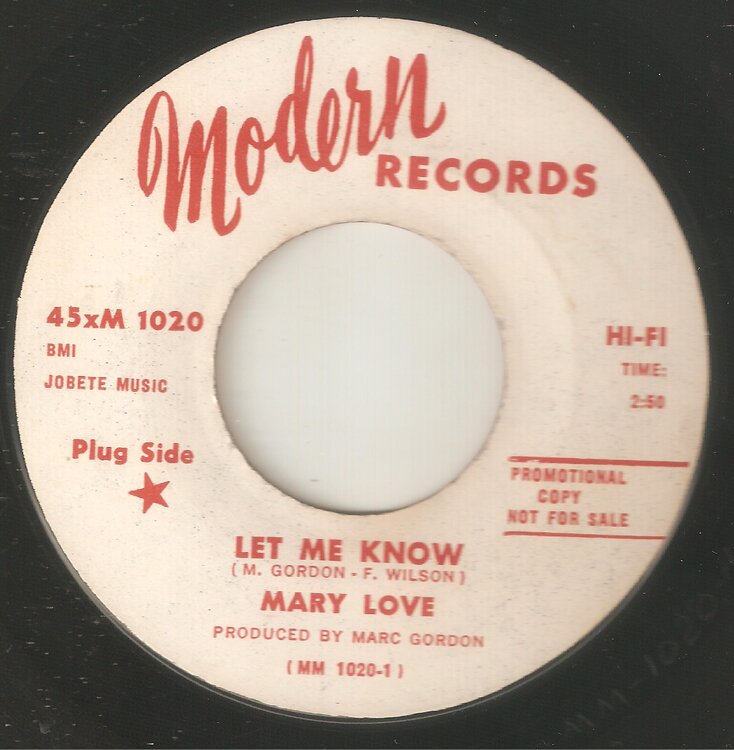 Modern
RECORDS
45xM 1020
BMI
JOBETE MUSIC
HI-FI
TIME:
2:50
Plug Side
PROMOTIONAL
COPY
NOT FOR SALE
LET ME KNOW
(M. GORDON - F. WILSON)
MARY LOVE
PRODUCED BY MARC GORDON
(MM 1020-1)